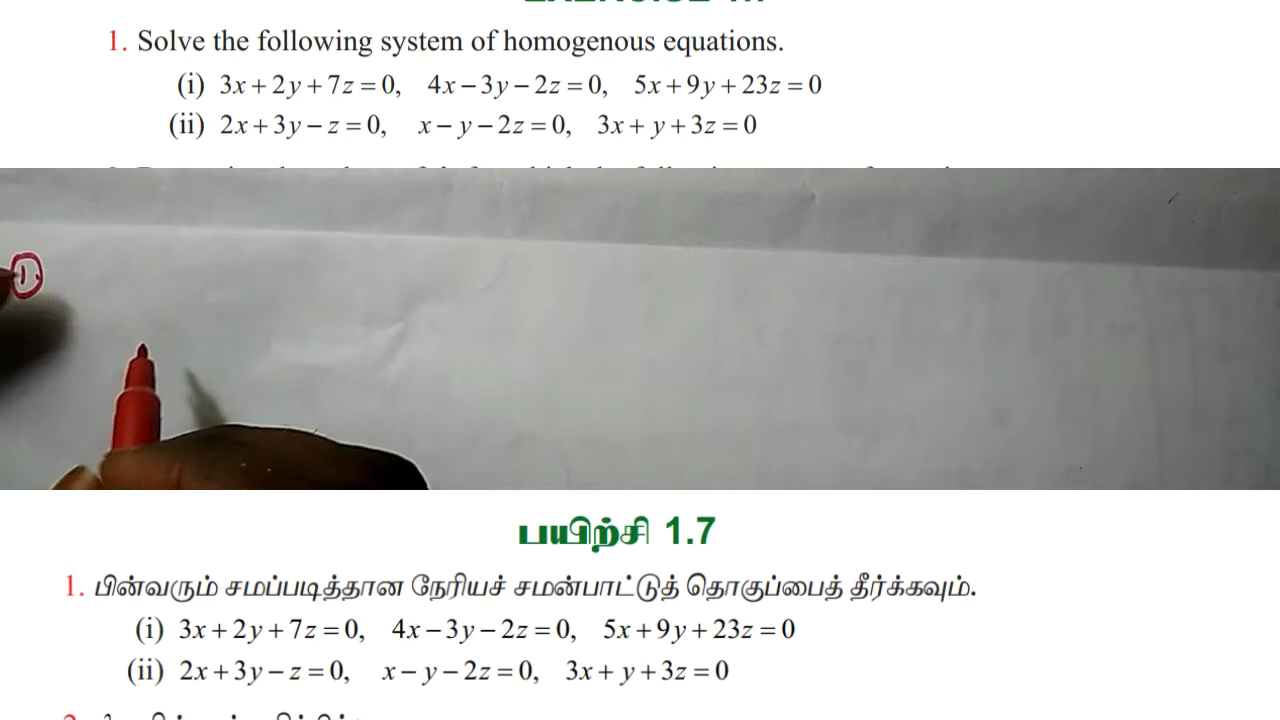 1. Solve the following system of homogenous equations.
(i) 3x + 2y + 7z = 0, 4x − 3y − 2z = 0, 5x + 9y + 23z = 0
(ii) 2x + 3y − z = 0, x − y − 2z = 0, 3x + y + 3z = 0
1.
பயிற்சி 1.7
1. பின்வரும் சமப்படித்தான நேரியச் சமன்பாட்டுத் தொகுப்பைத் தீர்க்கவும்.
(i) 3x + 2y + 7z = 0, 4x − 3y − 2z = 0, 5x + 9y + 23z = 0
(ii) 2x + 3y − z = 0, x − y − 2z = 0, 3x + y + 3z = 0